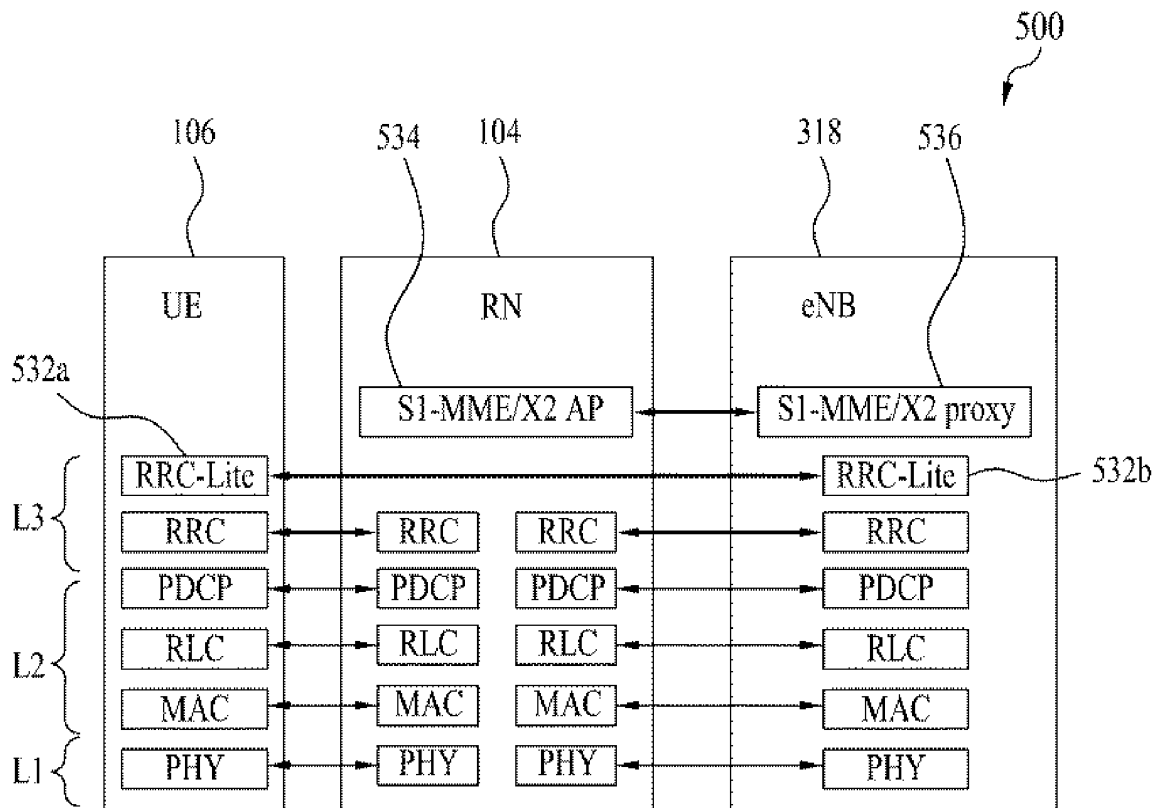 500
106 534 104 318 536
UE RN eNB
532a
S1-MME/X2 AP S1-MME/X2 proxy
RRC-Lite RRC-Lite 532b
L3
RRC RRC RRC RRC
PDCP PDCP PDCP PDCP
L2
RLC RLC RLC RLC
MAC MAC MAC MAC
L1
PHY PHY PHY PHY